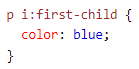 p i:first-child {
  color: blue;
}